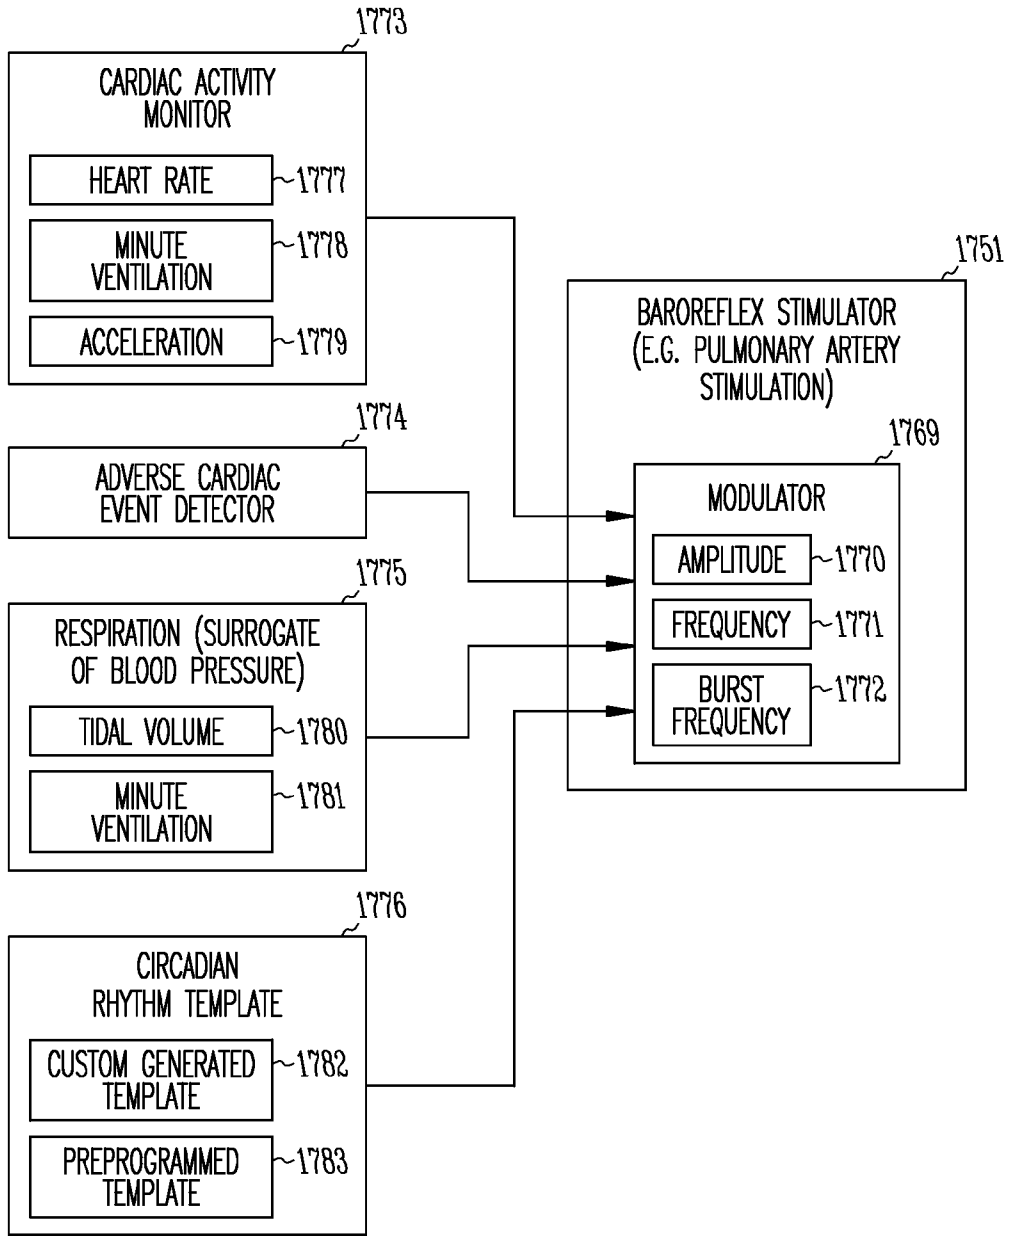 1773
CARDIAC ACTIVITY
MONITOR
HEART RATE
1777
MINUTE
VENTILATION
1778
ACCELERATION
1779
1774
ADVERSE CARDIAC
EVENT DETECTOR
1775
RESPIRATION (SURROGATE
OF BLOOD PRESSURE)
TIDAL VOLUME
1780
MINUTE
VENTILATION
1781
1776
CIRCADIAN
RHYTHM TEMPLATE
CUSTOM GENERATED
TEMPLATE
1782
PREPROGRAMMED
TEMPLATE
1783
1751
BAROREFLEX STIMULATOR
(E.G. PULMONARY ARTERY
STIMULATION)
1769
MODULATOR
AMPLITUDE
1770
FREQUENCY
1771
BURST
FREQUENCY
1772